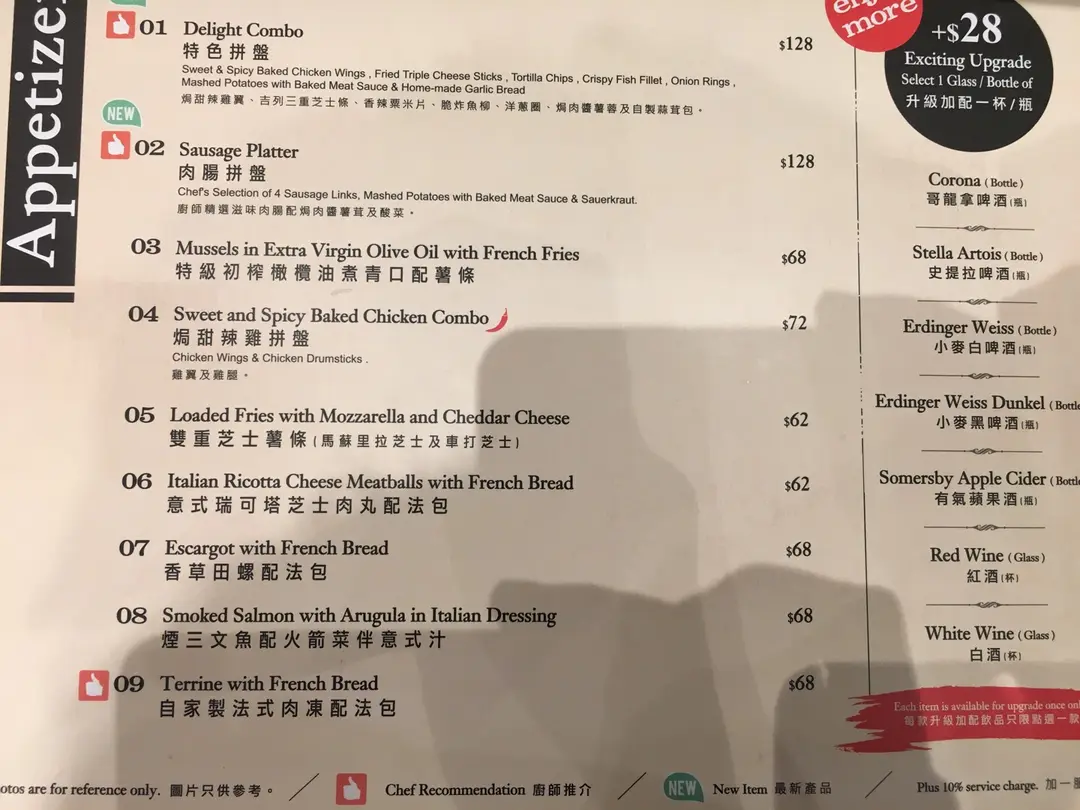 Appetize
01 Delight Combo $128
特色拼盤
Sweet & Spicy Baked Chicken Wings , Fried Triple Cheese Sticks , Tortilla Chips , Crispy Fish Fillet , Onion Rings ,
Mashed Potatoes with Baked Meat Sauce & Home-made Garlic Bread
焗甜辣雞翼、吉列三重芝士條、香辣粟米片、脆炸魚柳、洋蔥圈、焗肉醬薯蓉及自製蒜茸包。
NEW
02 Sausage Platter $128
肉腸拼盤
Chef's Selection of 4 Sausage Links, Mashed Potatoes with Baked Meat Sauce & Sauerkraut.
廚師精選滋味肉腸配焗肉醬薯茸及酸菜。
03 Mussels in Extra Virgin Olive Oil with French Fries $68
特級初榨橄欖油煮青口配薯條
04 Sweet and Spicy Baked Chicken Combo $72
焗甜辣雞拼盤
Chicken Wings & Chicken Drumsticks .
雞翼及雞腿。
05 Loaded Fries with Mozzarella and Cheddar Cheese $62
雙重芝士薯條(馬蘇里拉芝士及車打芝士)
06 Italian Ricotta Cheese Meatballs with French Bread $62
意式瑞可塔芝士肉丸配法包
07 Escargot with French Bread $68
香草田螺配法包
08 Smoked Salmon with Arugula in Italian Dressing $68
煙三文魚配火箭菜伴意式汁
09 Terrine with French Bread $68
自家製法式肉凍配法包
more
+$28
Exciting Upgrade
Select 1 Glass / Bottle of
升級加配一杯/瓶
Corona ( Bottle )
哥龍拿啤酒(瓶)
Stella Artois ( Bottle )
史提拉啤酒(瓶)
Erdinger Weiss ( Bottle )
小麥白啤酒(瓶)
Erdinger Weiss Dunkel ( Bottle
小麥黑啤酒(瓶)
Somersby Apple Cider ( Bottle
有氣蘋果酒(瓶)
Red Wine ( Glass )
紅酒(杯)
White Wine ( Glass )
白酒(杯)
Each item is available for upgrade once on
每款升級加配飲品只限點選一款
otos are for reference only. 圖片只供參考。 / Chef Recommendation 廚師推介 / NEW New Item 最新產品 / Plus 10% service charge. 加一